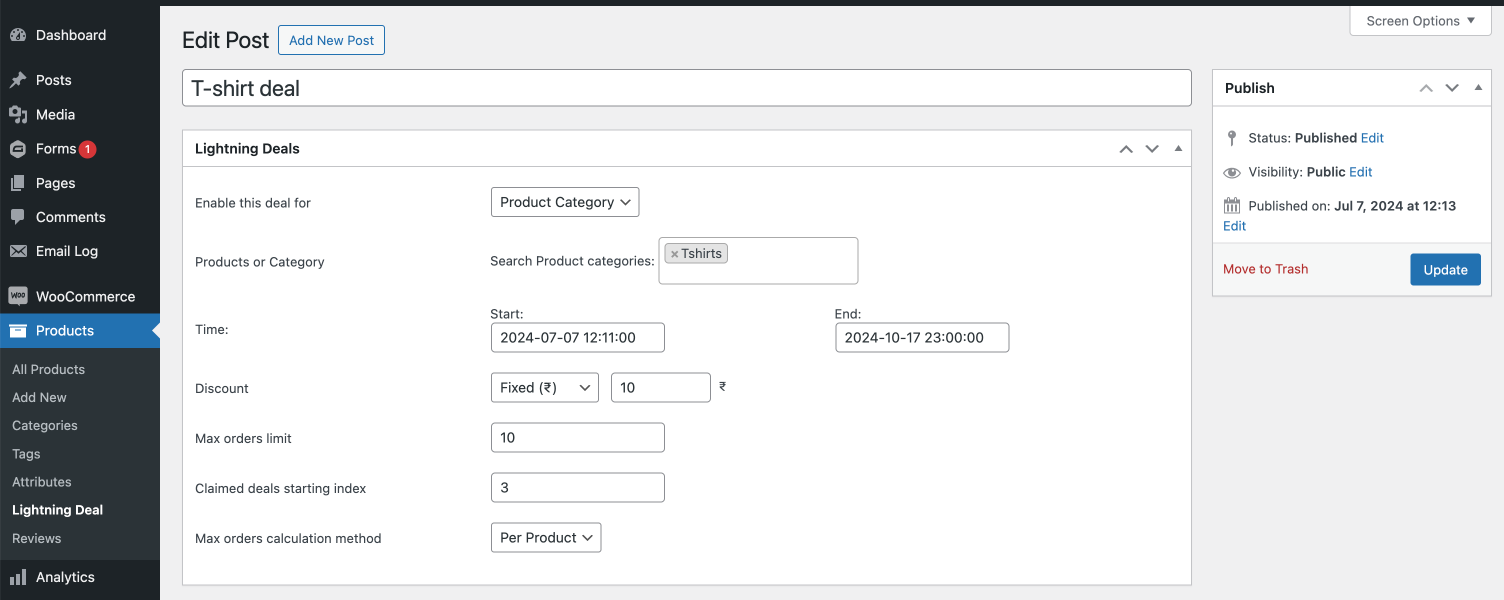 Screen Options ▼
Dashboard
Posts
Media
Forms 1
Pages
Comments
Email Log
WOO WooCommerce
Products
All Products
Add New
Categories
Tags
Attributes
Lightning Deal
Reviews
Analytics
Edit Post Add New Post
T-shirt deal
Lightning Deals
Enable this deal for Product Category
Products or Category Search Product categories: × Tshirts
Time: Start: End:
2024-07-07 12:11:00 2024-10-17 23:00:00
Discount Fixed (₹) 10 ₹
Max orders limit 10
Claimed deals starting index 3
Max orders calculation method Per Product
Publish
Status: Published Edit
Visibility: Public Edit
Published on: Jul 7, 2024 at 12:13
Edit
Move to Trash Update